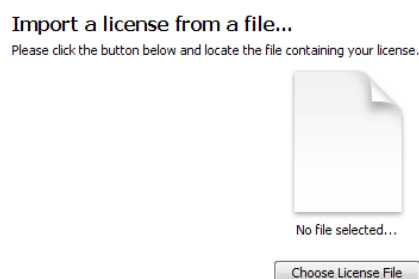 Import a license from a file...
Please click the button below and locate the file containing your license.
No file selected...
Choose License File